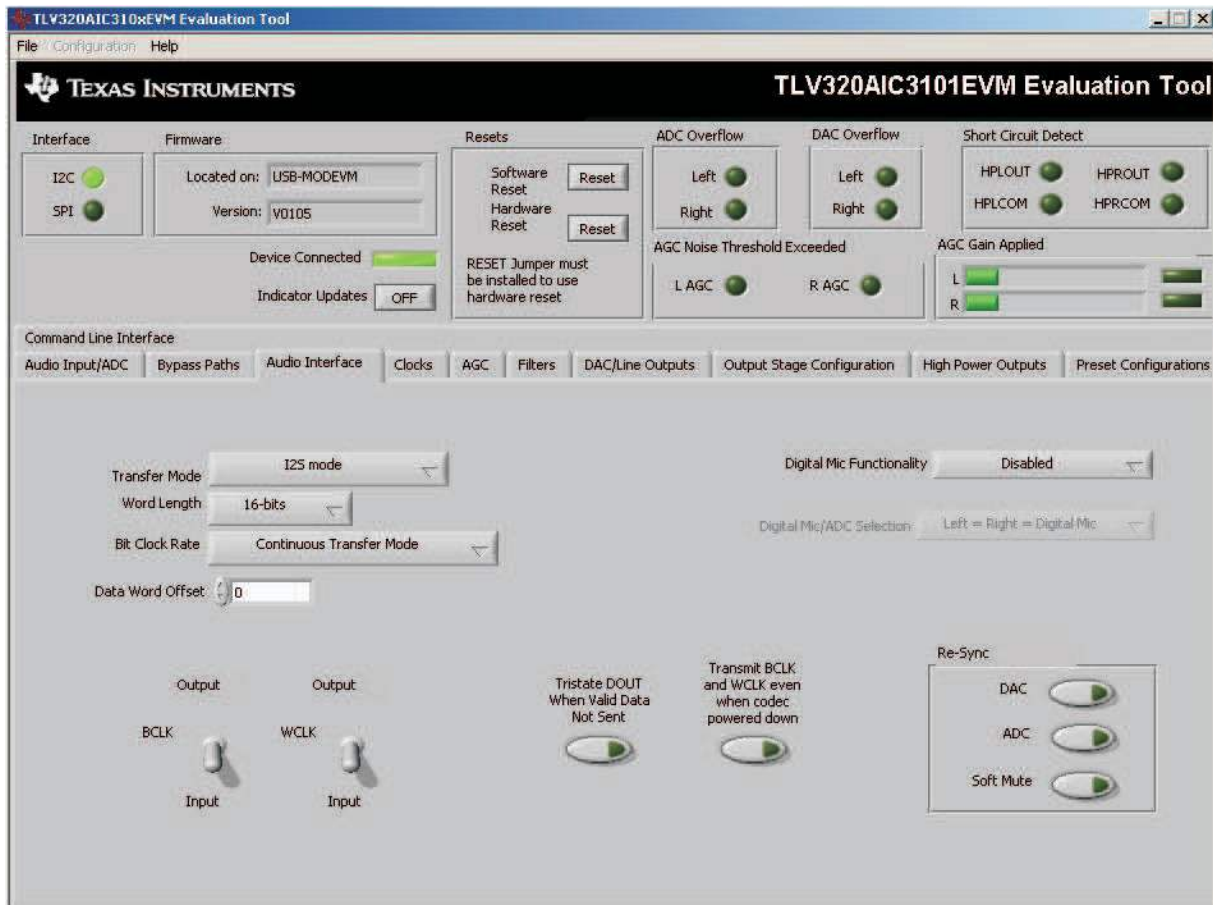 TLV320AIC310xEVM Evaluation Tool
File Configuration Help
TEXAS INSTRUMENTS
TLV320AIC3101EVM Evaluation Tool
Interface
I2C
SPI
Firmware
Located on: USB-MODEVM
Version: V0105
Device Connected
Indicator Updates OFF
Resets
Software
Reset
Reset
Hardware
Reset
Reset
RESET Jumper must
be installed to use
hardware reset
ADC Overflow
Left
Right
DAC Overflow
Left
Right
Short Circuit Detect
HPLOUT HPROUT
HPLCOM HPRCOM
AGC Noise Threshold Exceeded
L AGC R AGC
AGC Gain Applied
L
R
Command Line Interface
Audio Input/ADC Bypass Paths Audio Interface Clocks AGC Filters DAC/Line Outputs Output Stage Configuration High Power Outputs Preset Configurations
Transfer Mode I2S mode
Word Length 16-bits
Bit Clock Rate Continuous Transfer Mode
Data Word Offset 0
Digital Mic Functionality Disabled
Digital Mic/ADC Selection Left = Right = Digital Mic
Output Output
BCLK WCLK
Input Input
Tristate DOUT
When Valid Data
Not Sent
Transmit BCLK
and WCLK even
when codec
powered down
Re-Sync
DAC
ADC
Soft Mute